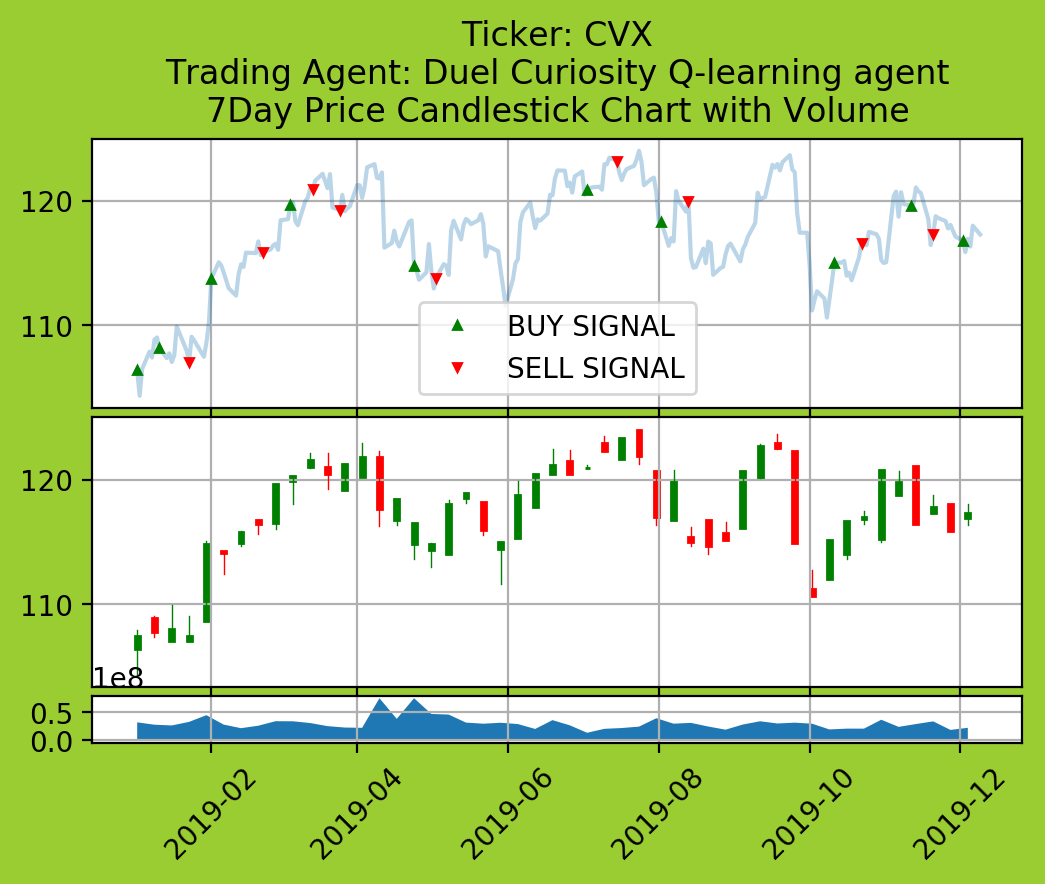 Ticker: CVX
Trading Agent: Duel Curiosity Q-learning agent
7Day Price Candlestick Chart with Volume
120
110
BUY SIGNAL
SELL SIGNAL
120
110
1e8
0.5
0.0
2019-02
2019-04
2019-06
2019-08
2019-10
2019-12